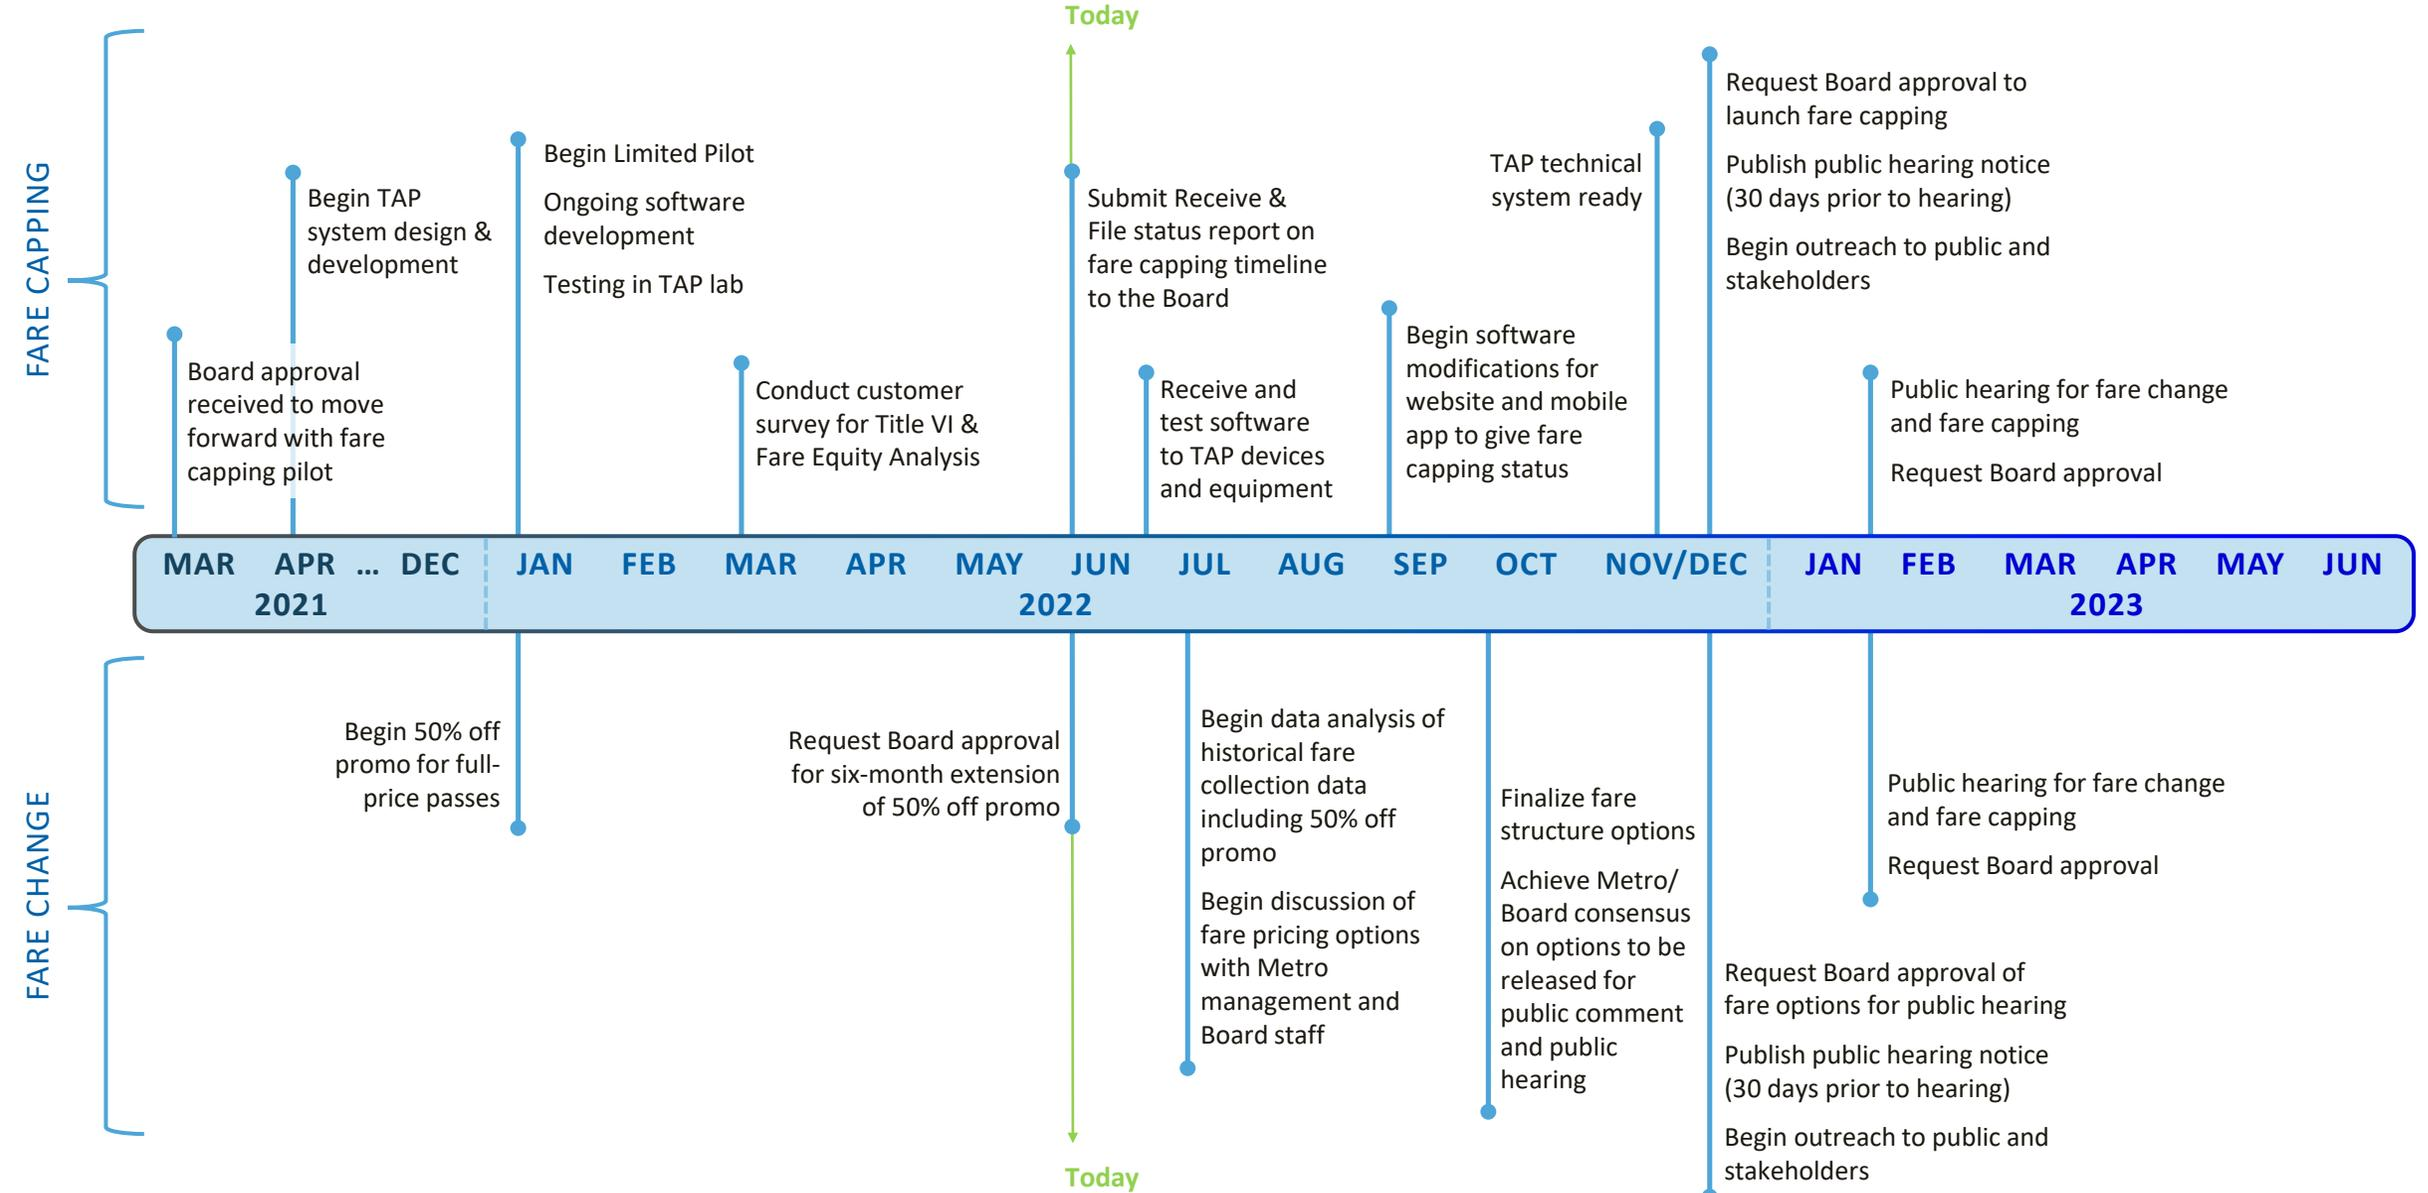 Today
FARE CAPPING
Board approval
received to move
forward with fare
capping pilot
Begin TAP
system design &
development
Begin Limited Pilot
Ongoing software
development
Testing in TAP lab
Conduct customer
survey for Title VI &
Fare Equity Analysis
Submit Receive &
File status report on
fare capping timeline
to the Board
Receive and
test software
to TAP devices
and equipment
Begin software
modifications for
website and mobile
app to give fare
capping status
TAP technical
system ready
Request Board approval to
launch fare capping
Publish public hearing notice
(30 days prior to hearing)
Begin outreach to public and
stakeholders
Public hearing for fare change
and fare capping
Request Board approval
MAR APR ... DEC JAN FEB MAR APR MAY JUN JUL AUG SEP OCT NOV/DEC JAN FEB MAR APR MAY JUN
2021 2022 2023
FARE CHANGE
Begin 50% off
promo for full-
price passes
Request Board approval
for six-month extension
of 50% off promo
Begin data analysis of
historical fare
collection data
including 50% off
promo
Begin discussion of
fare pricing options
with Metro
management and
Board staff
Finalize fare
structure options
Achieve Metro/
Board consensus
on options to be
released for
public comment
and public
hearing
Public hearing for fare change
and fare capping
Request Board approval
Request Board approval of
fare options for public hearing
Publish public hearing notice
(30 days prior to hearing)
Begin outreach to public and
stakeholders
Today